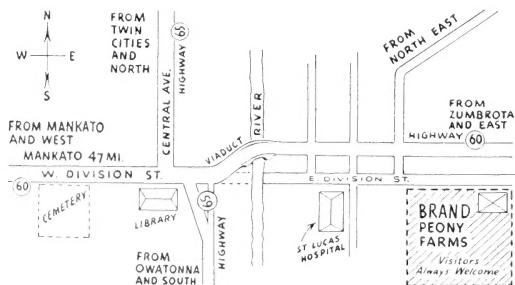 N
W
E
S
FROM
TWIN
CITIES
AND
NORTH
CENTRAL AVE.
HIGHWAY 65
RIVER
VIADUCT
FROM
NORTH EAST
FROM
ZUMBROTA
AND EAST
HIGHWAY 60
FROM MANKATO
AND WEST
MANKATO 47 MI.
W. DIVISION ST.
60
E. DIVISION ST.
CEMETERY
LIBRARY
65
HIGHWAY
FROM
OWATONNA
AND SOUTH
ST LUCAS
HOSPITAL
BRAND
PEONY
FARMS
Visitors
Always Welcome